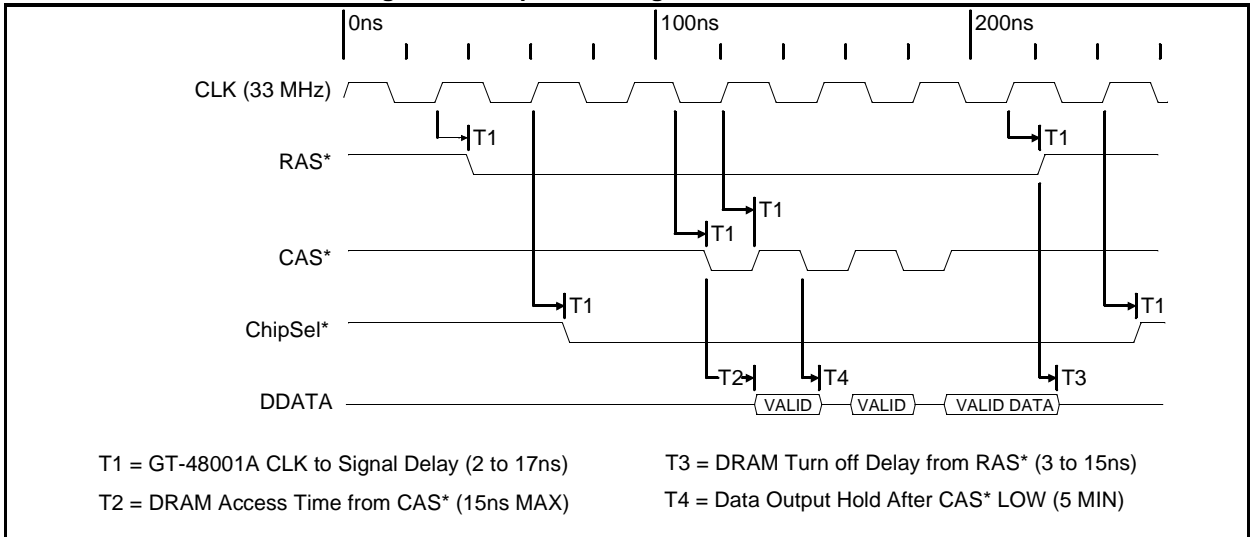 0ns 100ns 200ns
CLK (33 MHz)
T1 T1
RAS*
T1
T1
CAS*
T1 T1
ChipSel*
T2 T4 T3
DDATA
VALID VALID VALID DATA
T1 = GT-48001A CLK to Signal Delay (2 to 17ns)
T3 = DRAM Turn off Delay from RAS* (3 to 15ns)
T2 = DRAM Access Time from CAS* (15ns MAX)
T4 = Data Output Hold After CAS* LOW (5 MIN)